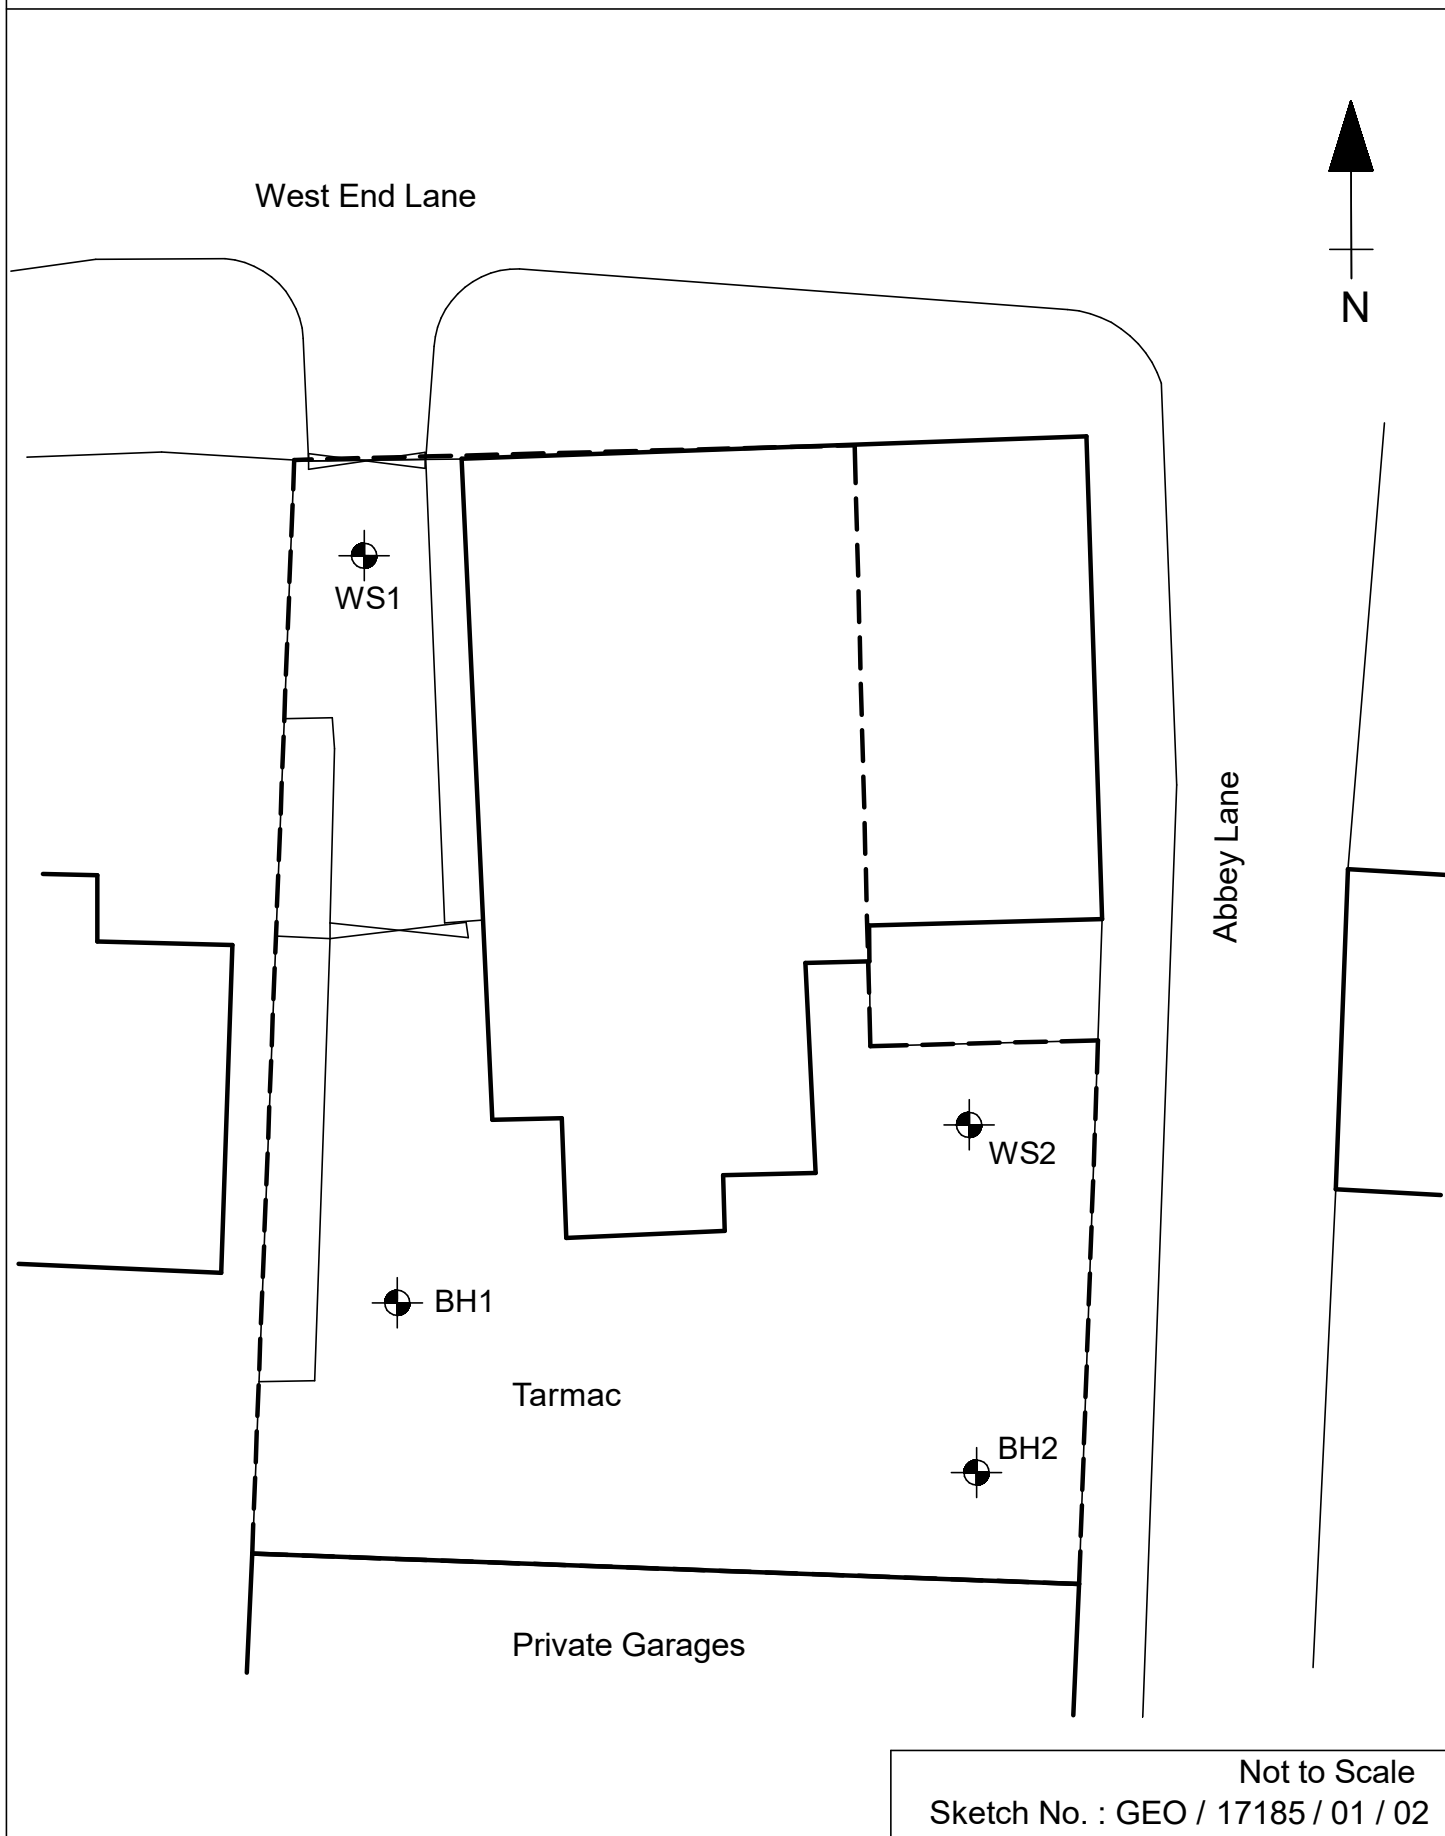 West End Lane
N
WS1
Abbey Lane
WS2
BH1
Tarmac
BH2
Private Garages
Not to Scale
Sketch No. : GEO / 17185 / 01 / 02